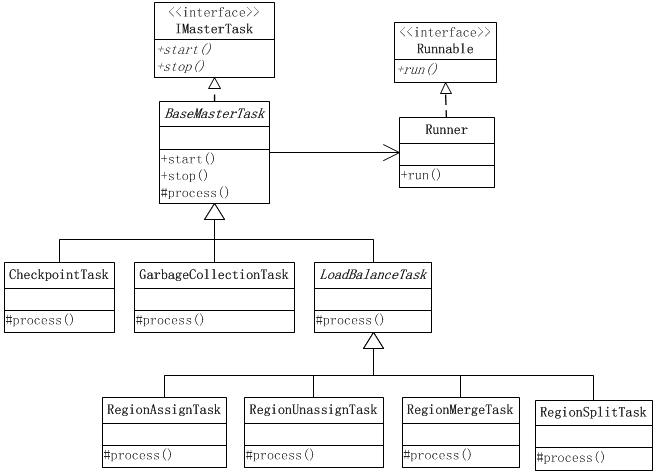 <<interface>>
IMasterTask
+start()
+stop()
<<interface>>
Runnable
+run()
BaseMasterTask
+start()
+stop()
#process()
Runner
+run()
CheckpointTask
#process()
GarbageCollectionTask
#process()
LoadBalanceTask
#process()
RegionAssignTask
#process()
RegionUnassignTask
#process()
RegionMergeTask
#process()
RegionSplitTask
#process()